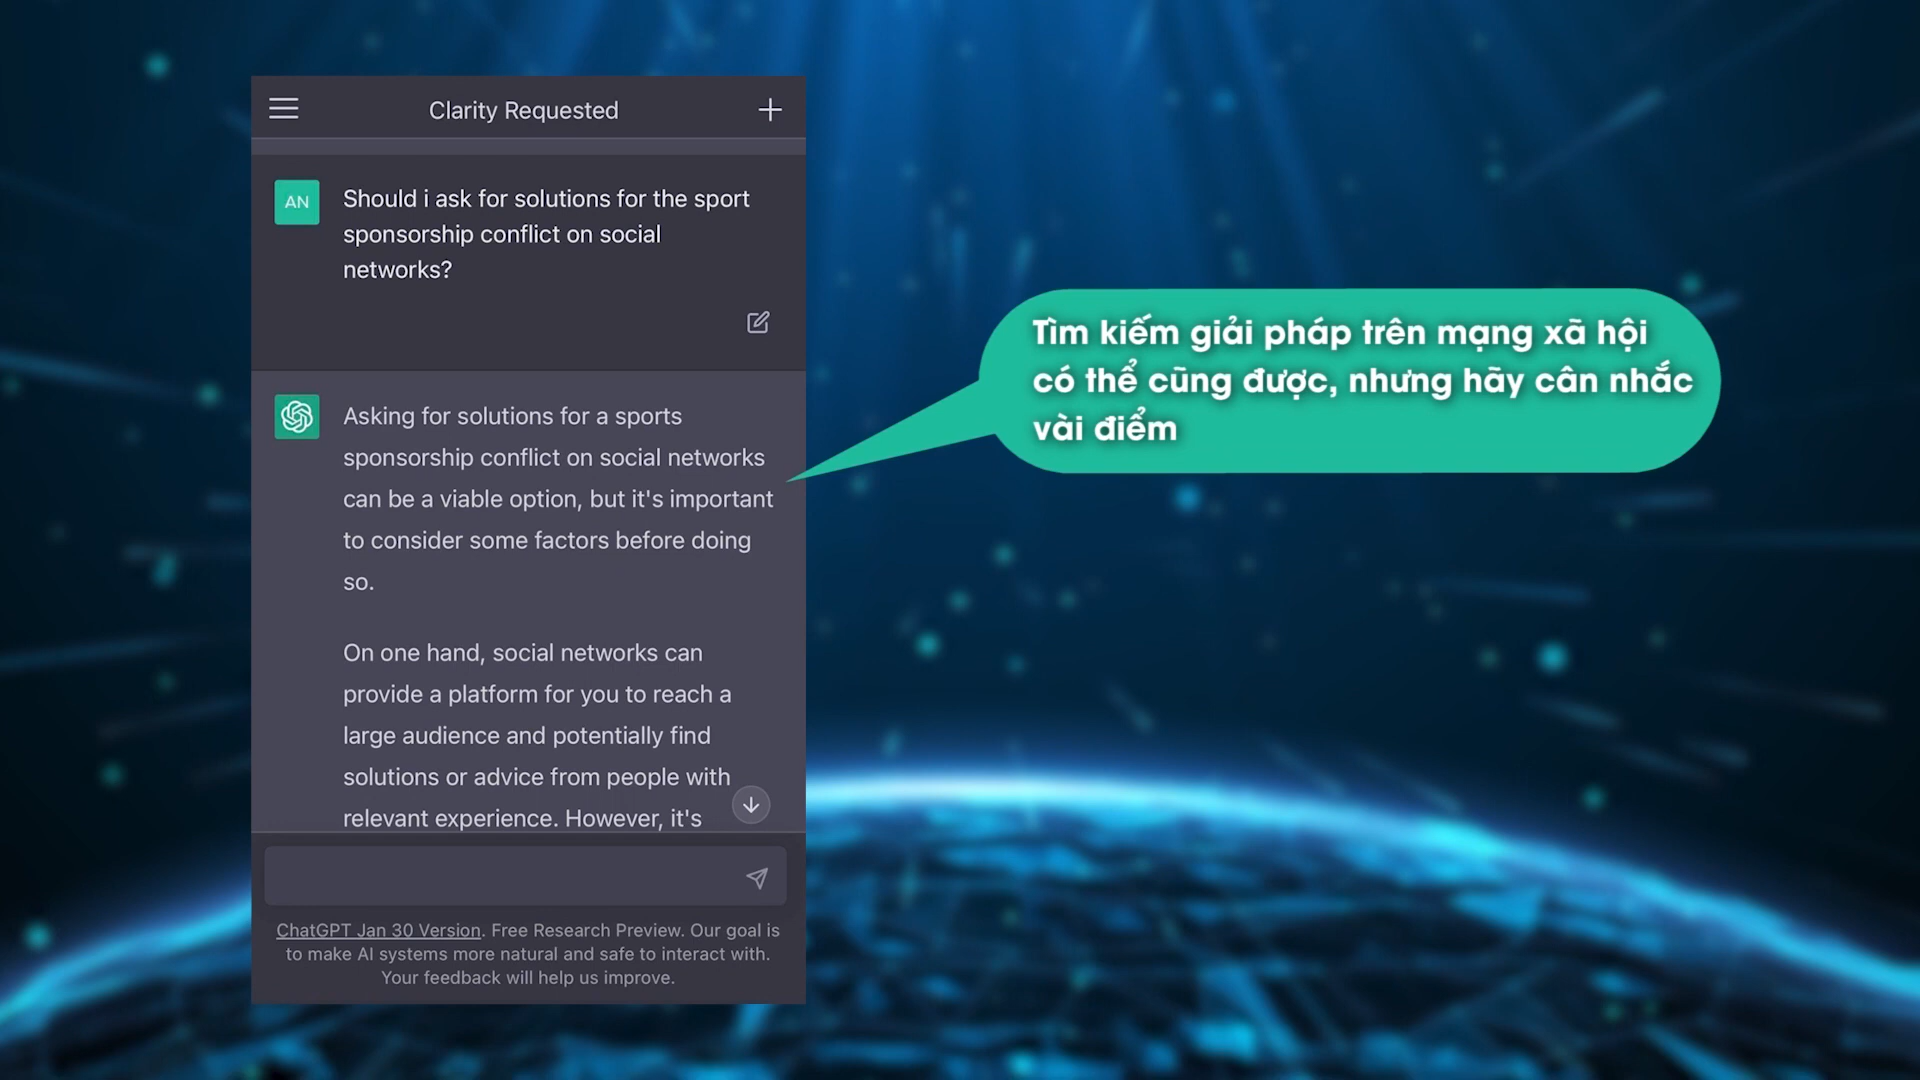 Clarity Requested
AN
Should i ask for solutions for the sport
sponsorship conflict on social
networks?
Asking for solutions for a sports
sponsorship conflict on social networks
can be a viable option, but it's important
to consider some factors before doing
so.
On one hand, social networks can
provide a platform for you to reach a
large audience and potentially find
solutions or advice from people with
relevant experience. However, it's
ChatGPT Jan 30 Version. Free Research Preview. Our goal is
to make AI systems more natural and safe to interact with.
Your feedback will help us improve.
Tìm kiếm giải pháp trên mạng xã hội
có thể cũng được, nhưng hãy cân nhắc
vài điểm